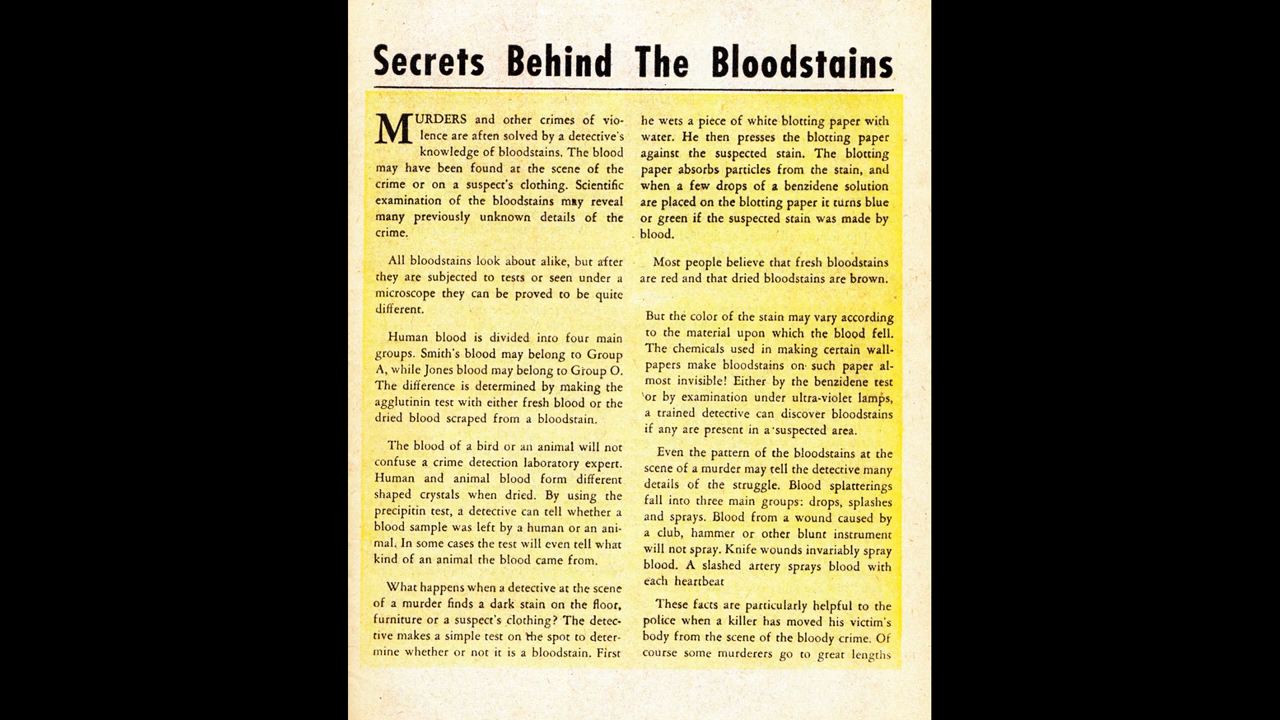 Secrets Behind The Bloodstains
MURDERS and other crimes of vio-
lence are aften solved by a detective's
knowledge of bloodstains. The blood
may have been found at the scene of the
crime or on a suspect's clothing. Scientific
examination of the bloodstains may reveal
many previously unknown details of the
crime.
All bloodstains look about alike, but after
they are subjected to tests or seen under a
microscope they can be proved to be quite
different.
Human blood is divided into four main
groups. Smith's blood may belong to Group
A, while Jones blood may belong to Group O.
The difference is determined by making the
agglutinin test with either fresh blood or the
dried blood scraped from a bloodstain.
The blood of a bird or an animal will not
confuse a crime detection laboratory expert.
Human and animal blood form different
shaped crystals when dried. By using the
precipitin test, a detective can tell whether a
blood sample was left by a human or an ani-
mal. In some cases the test will even tell what
kind of an animal the blood came from.
What happens when a detective at the scene
of a murder finds a dark stain on the floor,
furniture or a suspect's clothing? The detec-
tive makes a simple test on the spot to deter-
mine whether or not it is a bloodstain. First
he wets a piece of white blotting paper with
water. He then presses the blotting paper
against the suspected stain. The blotting
paper absorbs particles from the stain, and
when a few drops of a benzidene solution
are placed on the blotting paper it turns blue
or green if the suspected stain was made by
blood.
Most people believe that fresh bloodstains
are red and that dried bloodstains are brown.
But the color of the stain may vary according
to the material upon which the blood fell.
The chemicals used in making certain wall-
papers make bloodstains on such paper al-
most invisible! Either by the benzidene test
or by examination under ultra-violet lamps,
a trained detective can discover bloodstains
if any are present in a suspected area.
Even the pattern of the bloodstains at the
scene of a murder may tell the detective many
details of the struggle. Blood splatterings
fall into three main groups: drops, splashes
and sprays. Blood from a wound caused by
a club, hammer or other blunt instrument
will not spray. Knife wounds invariably spray
blood. A slashed artery sprays blood with
each heartbeat
These facts are particularly helpful to the
police when a killer has moved his victim's
body from the scene of the bloody crime. Of
course some murderers go to great lengths